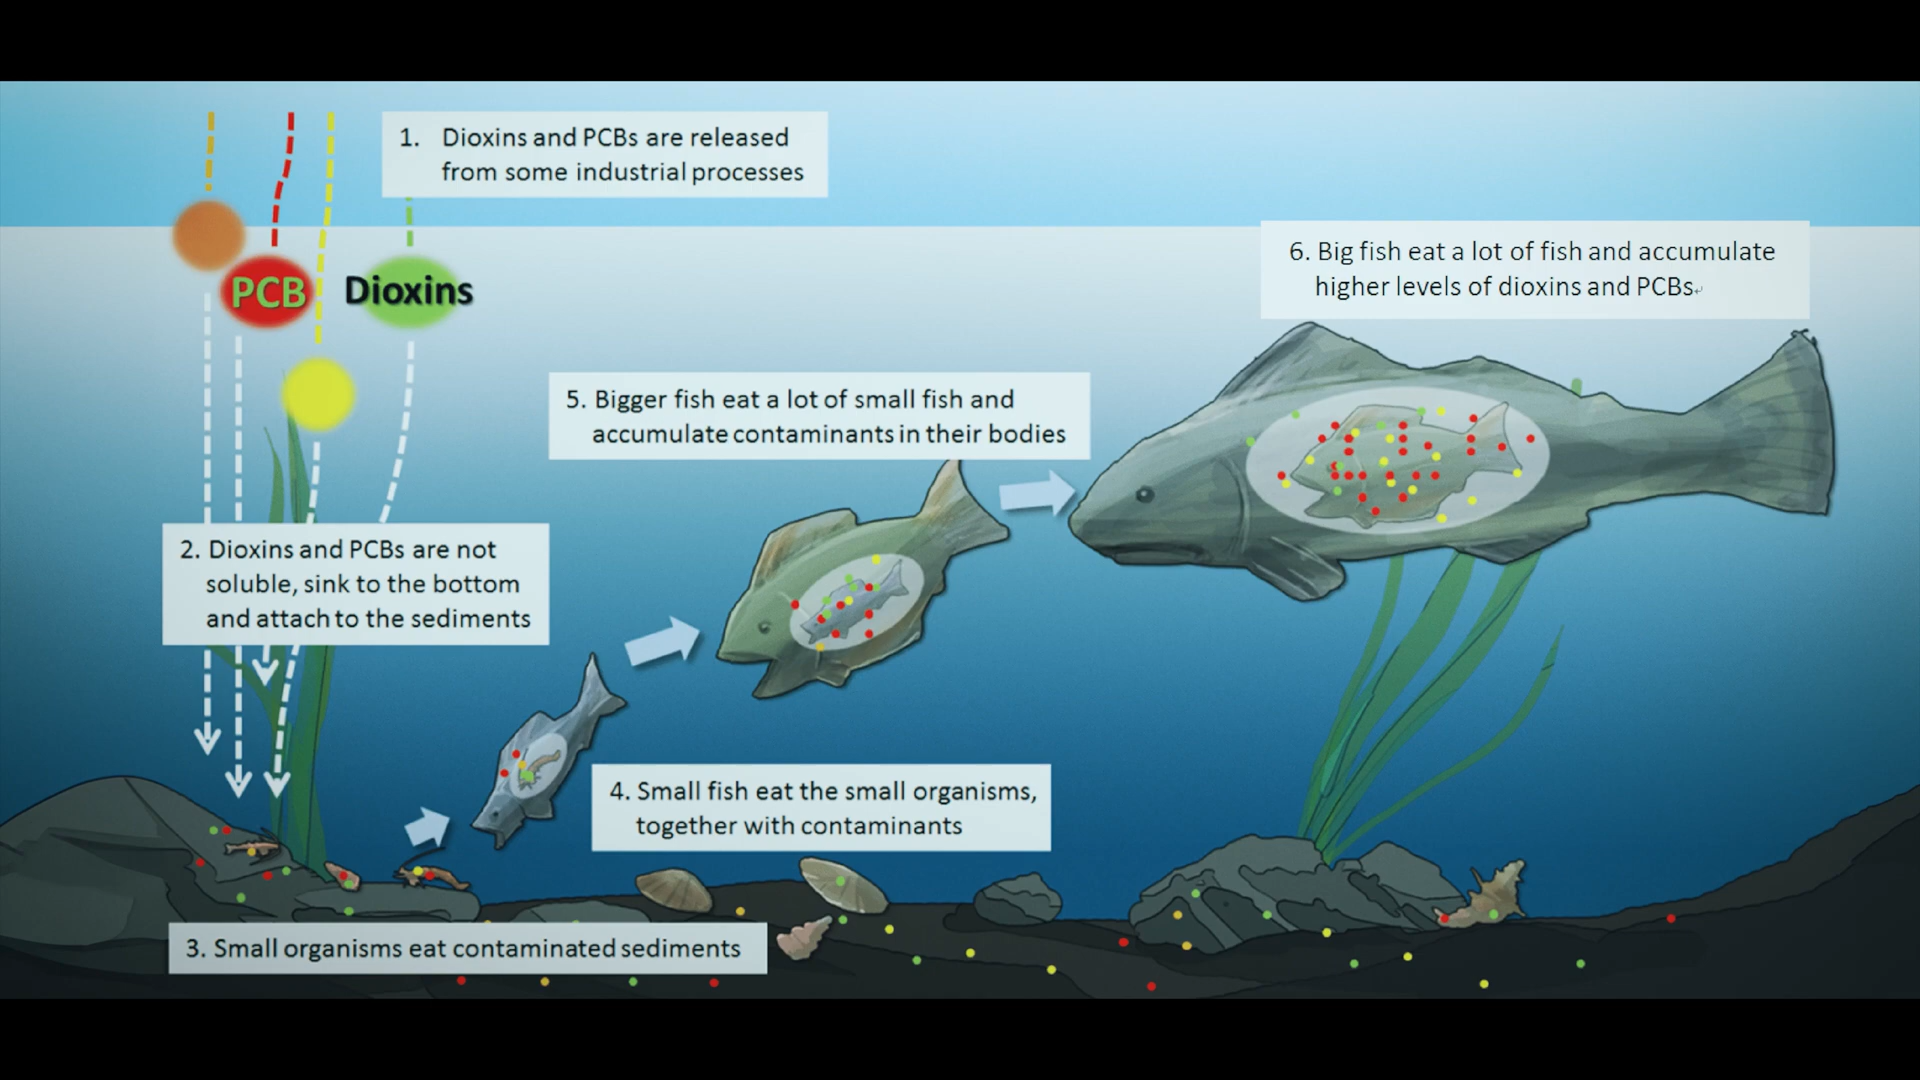 1. Dioxins and PCBs are released
from some industrial processes
PCB
Dioxins
2. Dioxins and PCBs are not
soluble, sink to the bottom
and attach to the sediments
3. Small organisms eat contaminated sediments
4. Small fish eat the small organisms,
together with contaminants
5. Bigger fish eat a lot of small fish and
accumulate contaminants in their bodies
6. Big fish eat a lot of fish and accumulate
higher levels of dioxins and PCBs